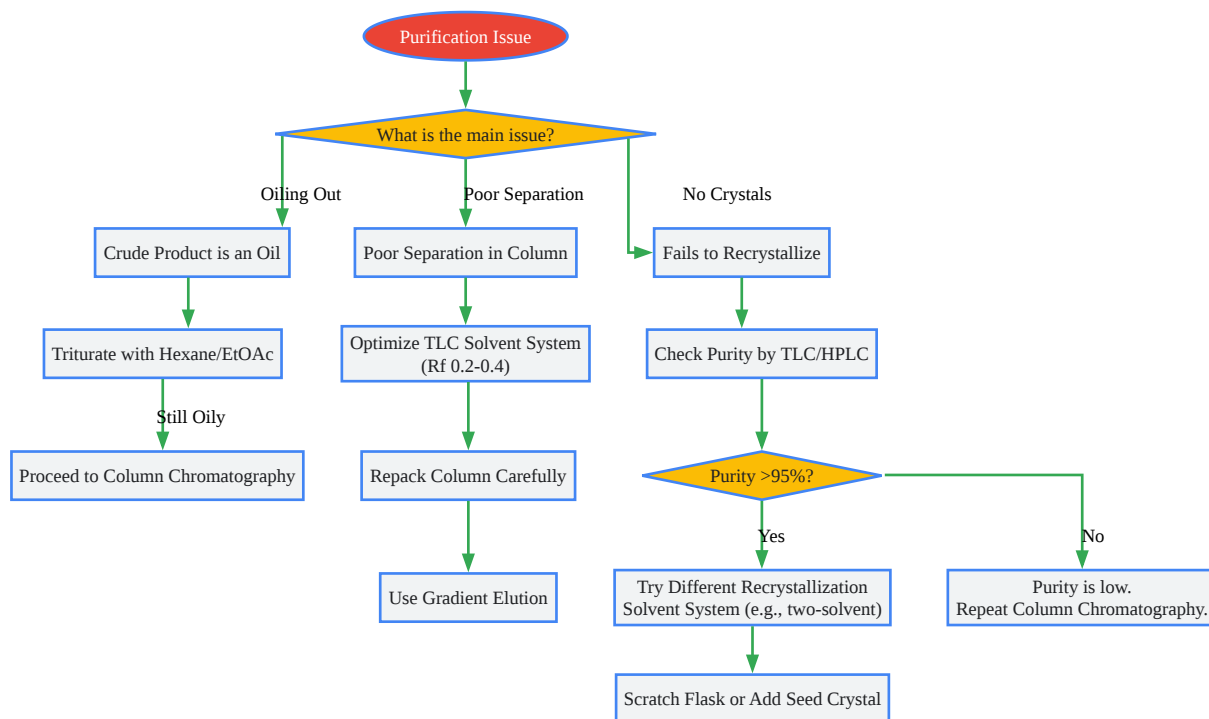 Purification Issue
What is the main issue?
Oiling Out
Poor Separation
No Crystals
Crude Product is an Oil
Poor Separation in Column
Fails to Recrystallize
Triturate with Hexane/EtOAc
Optimize TLC Solvent System
(Rf 0.2-0.4)
Check Purity by TLC/HPLC
Still Oily
Proceed to Column Chromatography
Repack Column Carefully
Purity >95%?
Yes
No
Use Gradient Elution
Try Different Recrystallization
Solvent System (e.g., two-solvent)
Purity is low.
Repeat Column Chromatography.
Scratch Flask or Add Seed Crystal